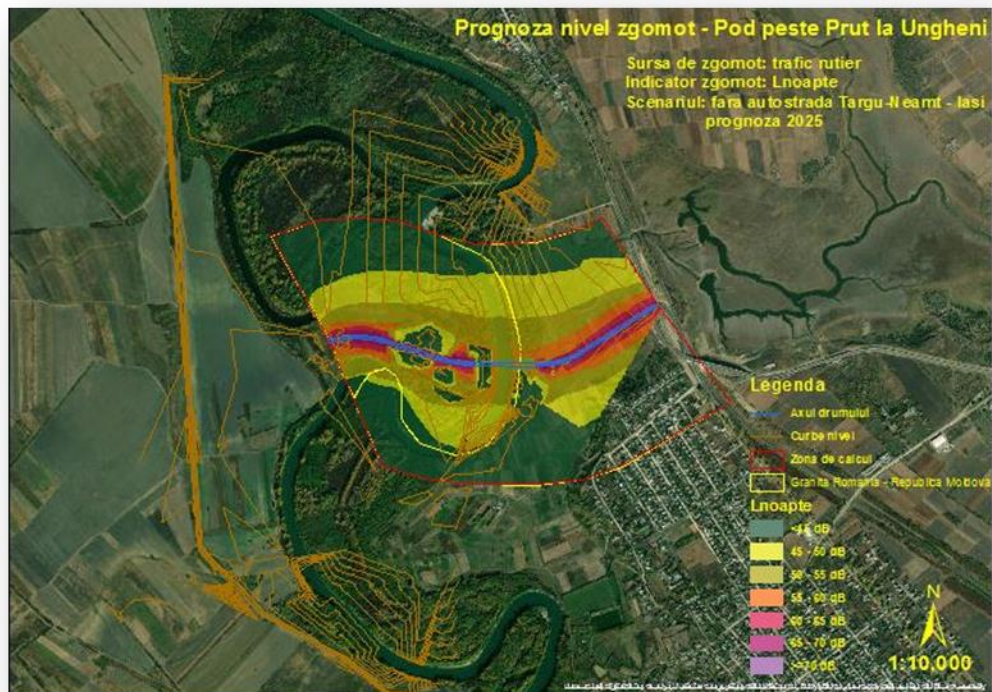 Prognoza nivel zgomot - Pod peste Prut la Ungheni
Sursa de zgomot: trafic rutier
Indicator zgomot: Lnoapte
Scenariul: fara autostrada Targu-Neamt - Iasi
prognoza 2025
Legenda
Axul drumului
Curbe nivel
Zona de calcul
Granita Romania - Republica Moldova
Lnoapte
<45 dB
45 - 50 dB
50 - 55 dB
55 - 60 dB
60 - 65 dB
65 - 70 dB
>=70 dB
N
1:10.000